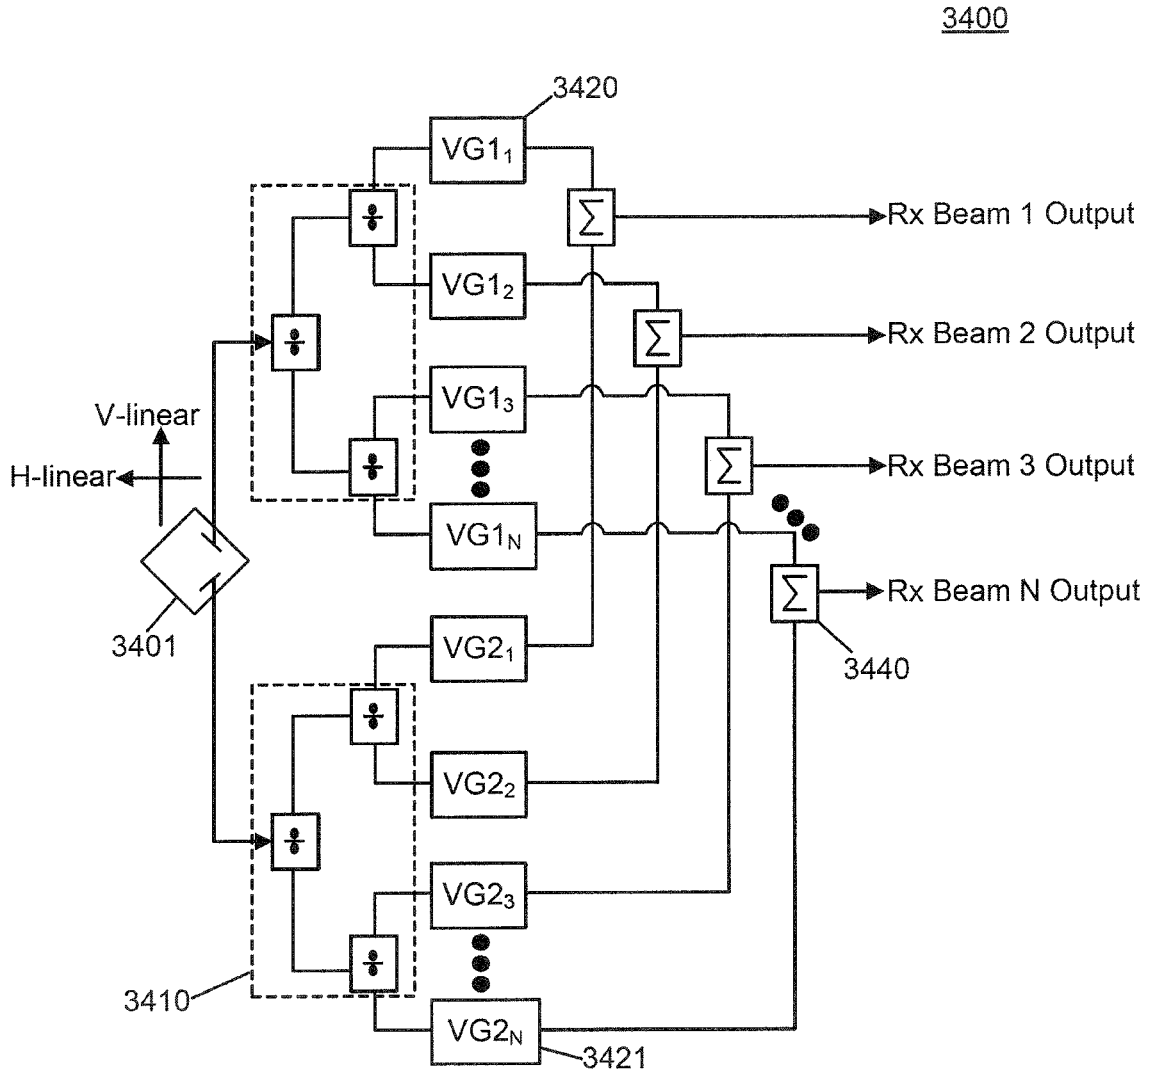 3400
3420
VG1₁
÷
∑
Rx Beam 1 Output
VG1₂
÷
∑
Rx Beam 2 Output
VG1₃
V-linear
H-linear
÷
∑
Rx Beam 3 Output
VG1N
∑
Rx Beam N Output
3401
VG2₁
3440
÷
VG2₂
÷
VG2₃
÷
3410
VG2N
3421